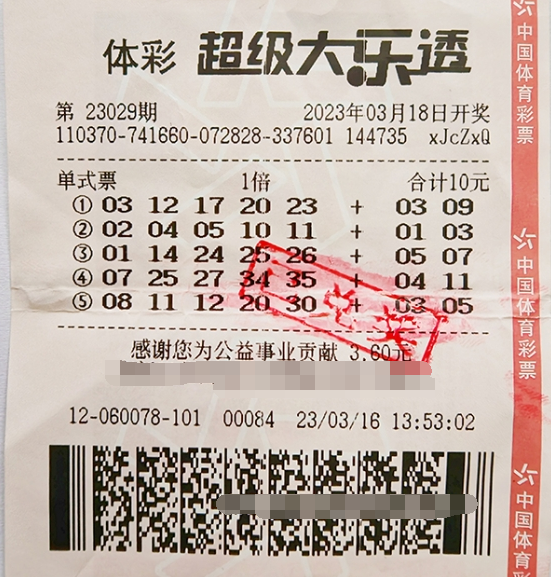 体彩 超级大乐透
第 23029期 2023年03月18日开奖
110370-741660-072828-337601 144735 xJcZxQ
单式票 1倍 合计10元
① 03 12 17 20 23 + 03 09
② 02 04 05 10 11 + 01 03
③ 01 14 24 25 26 + 05 07
④ 07 25 27 34 35 + 04 11
⑤ 08 11 12 20 30 + 03 05
感谢您为公益事业贡献 3.60元
12-060078-101 00084 23/03/16 13:53:02
中国体育彩票
中国体育彩票
中国体育彩票